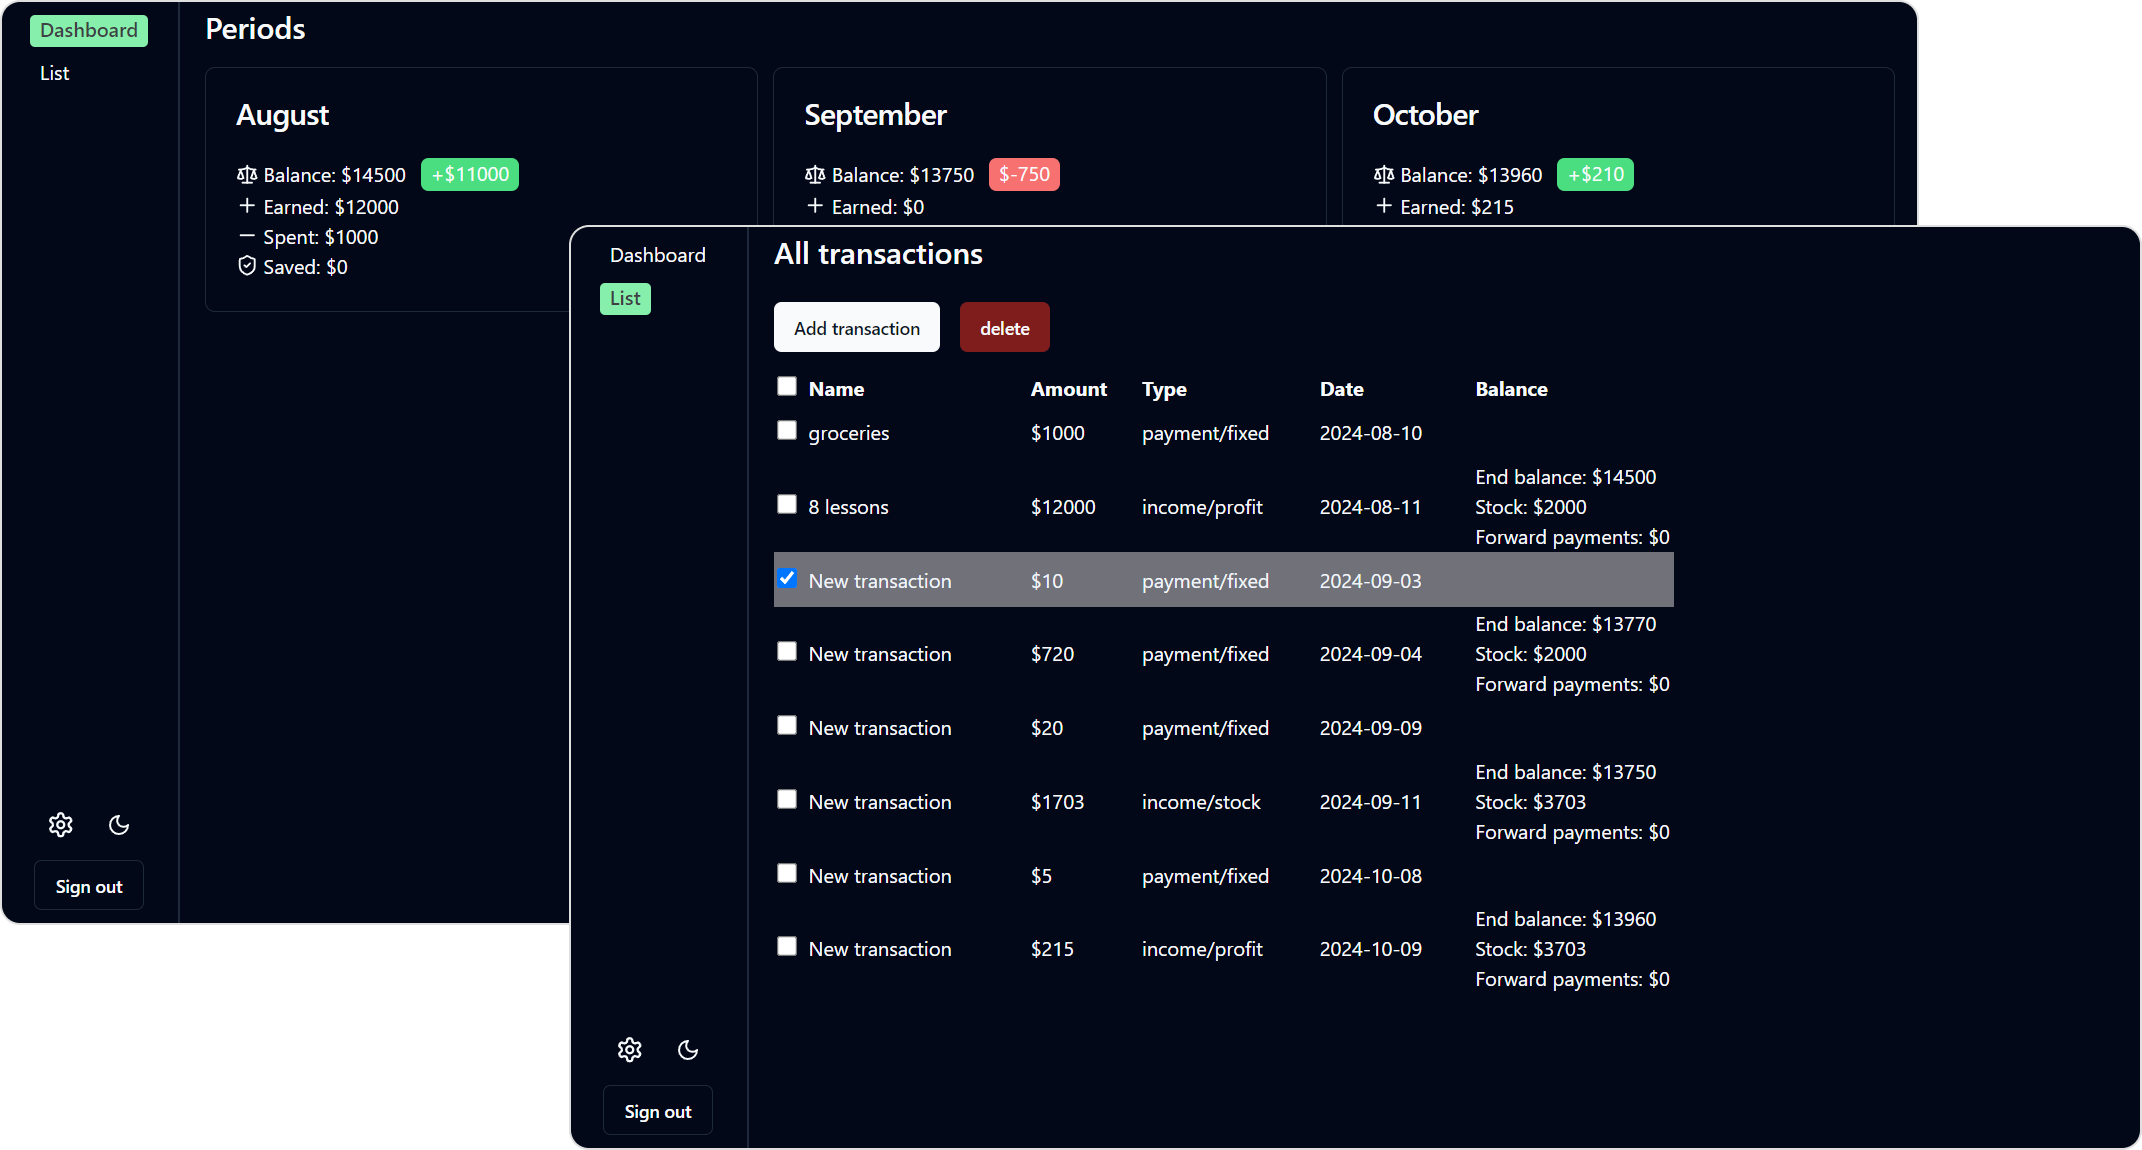 Dashboard
List
Periods
August
Balance: $14500 +$11000
Earned: $12000
Spent: $1000
Saved: $0
September
Balance: $13750 $-750
Earned: $0
October
Balance: $13960 +$210
Earned: $215
Sign out
Dashboard
List
All transactions
Add transaction delete
Name Amount Type Date Balance
groceries $1000 payment/fixed 2024-08-10
End balance: $14500
8 lessons $12000 income/profit 2024-08-11 Stock: $2000
Forward payments: $0
New transaction $10 payment/fixed 2024-09-03
End balance: $13770
New transaction $720 payment/fixed 2024-09-04 Stock: $2000
Forward payments: $0
New transaction $20 payment/fixed 2024-09-09
End balance: $13750
New transaction $1703 income/stock 2024-09-11 Stock: $3703
Forward payments: $0
New transaction $5 payment/fixed 2024-10-08
End balance: $13960
New transaction $215 income/profit 2024-10-09 Stock: $3703
Forward payments: $0
Sign out